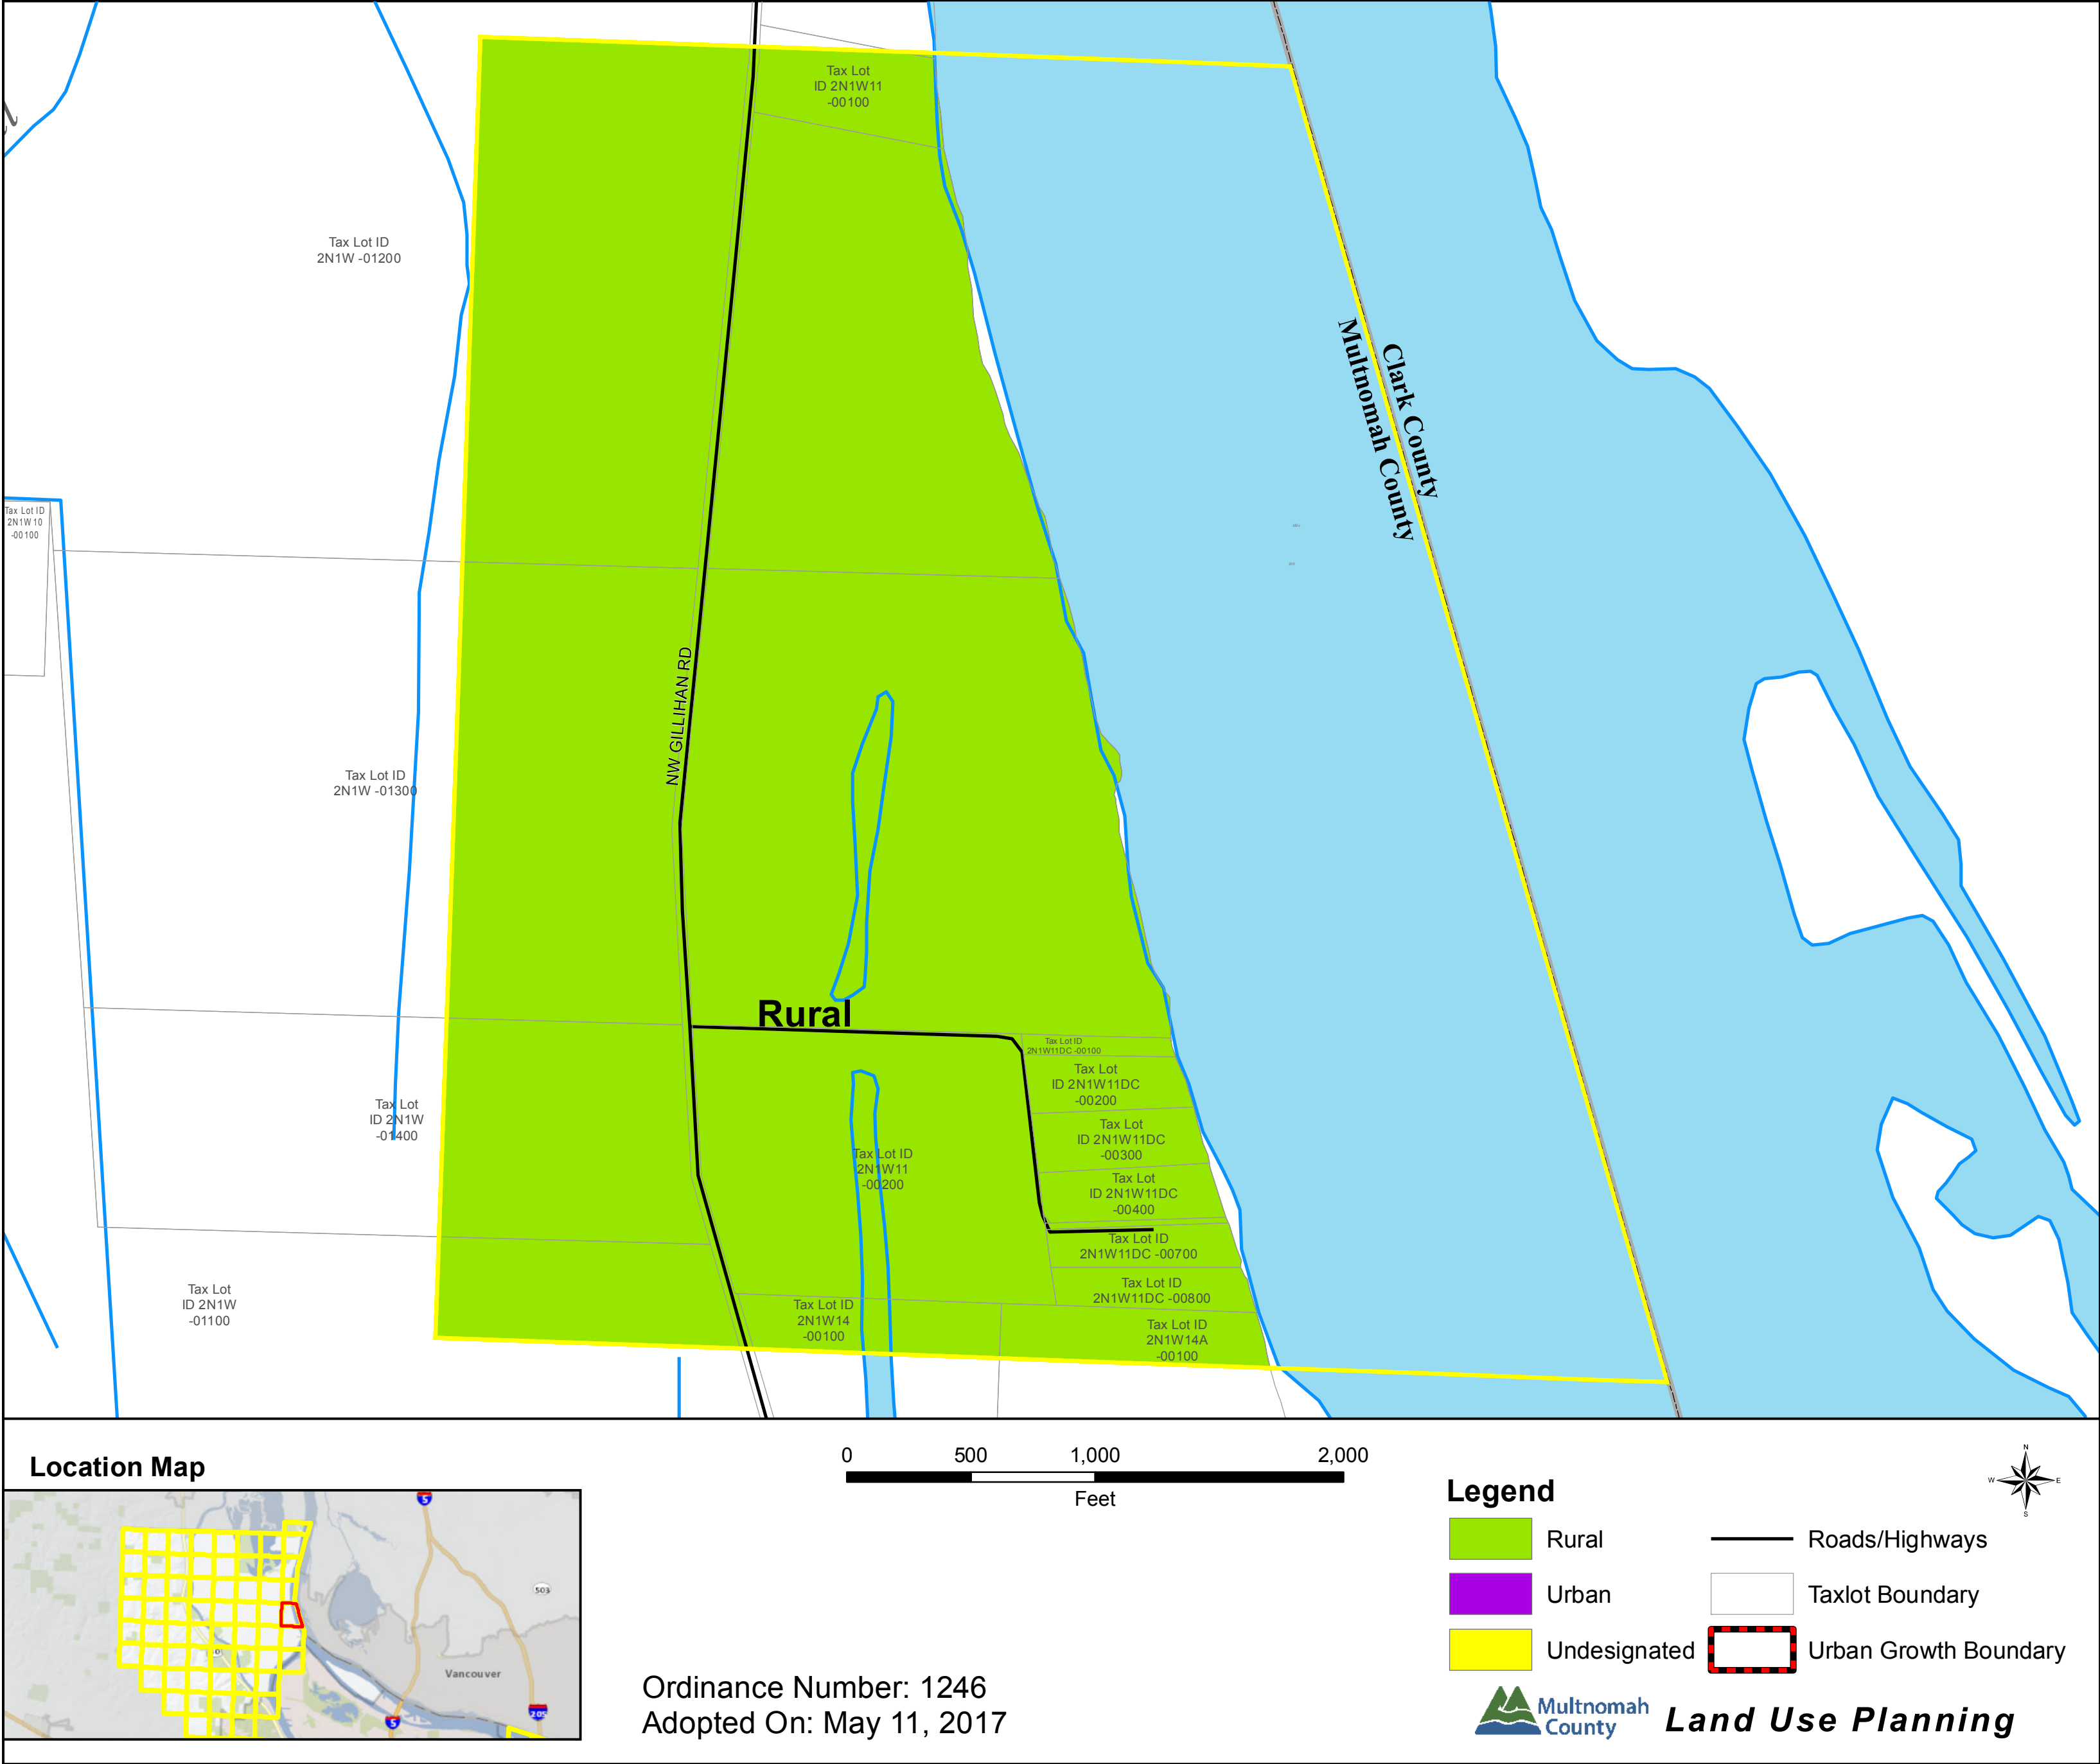 Tax Lot
ID 2N1W11
-00100
Tax Lot ID
2N1W -01200
Clark County
Multnomah County
Tax Lot ID
2N1W 10
-00100
NW GILLIHAN RD
Tax Lot ID
2N1W -01300
Rural
Tax Lot ID
2N1W11DC -00100
Tax Lot
ID 2N1W11DC
-00200
Tax Lot
ID 2N1W
-01400
Tax Lot
ID 2N1W11DC
-00300
Tax Lot ID
2N1W11
-00200
Tax Lot
ID 2N1W11DC
-00400
Tax Lot ID
2N1W11DC -00700
Tax Lot ID
2N1W11DC -00800
Tax Lot
ID 2N1W
-01100
Tax Lot ID
2N1W14
-00100
Tax Lot ID
2N1W14A
-00100
Location Map
5
503
Vancouver
5
205
0 500 1,000 2,000
Feet
Ordinance Number: 1246
Adopted On: May 11, 2017
N
W E
S
Legend
Rural
Urban
Undesignated
Roads/Highways
Taxlot Boundary
Urban Growth Boundary
Multnomah
County
Land Use Planning